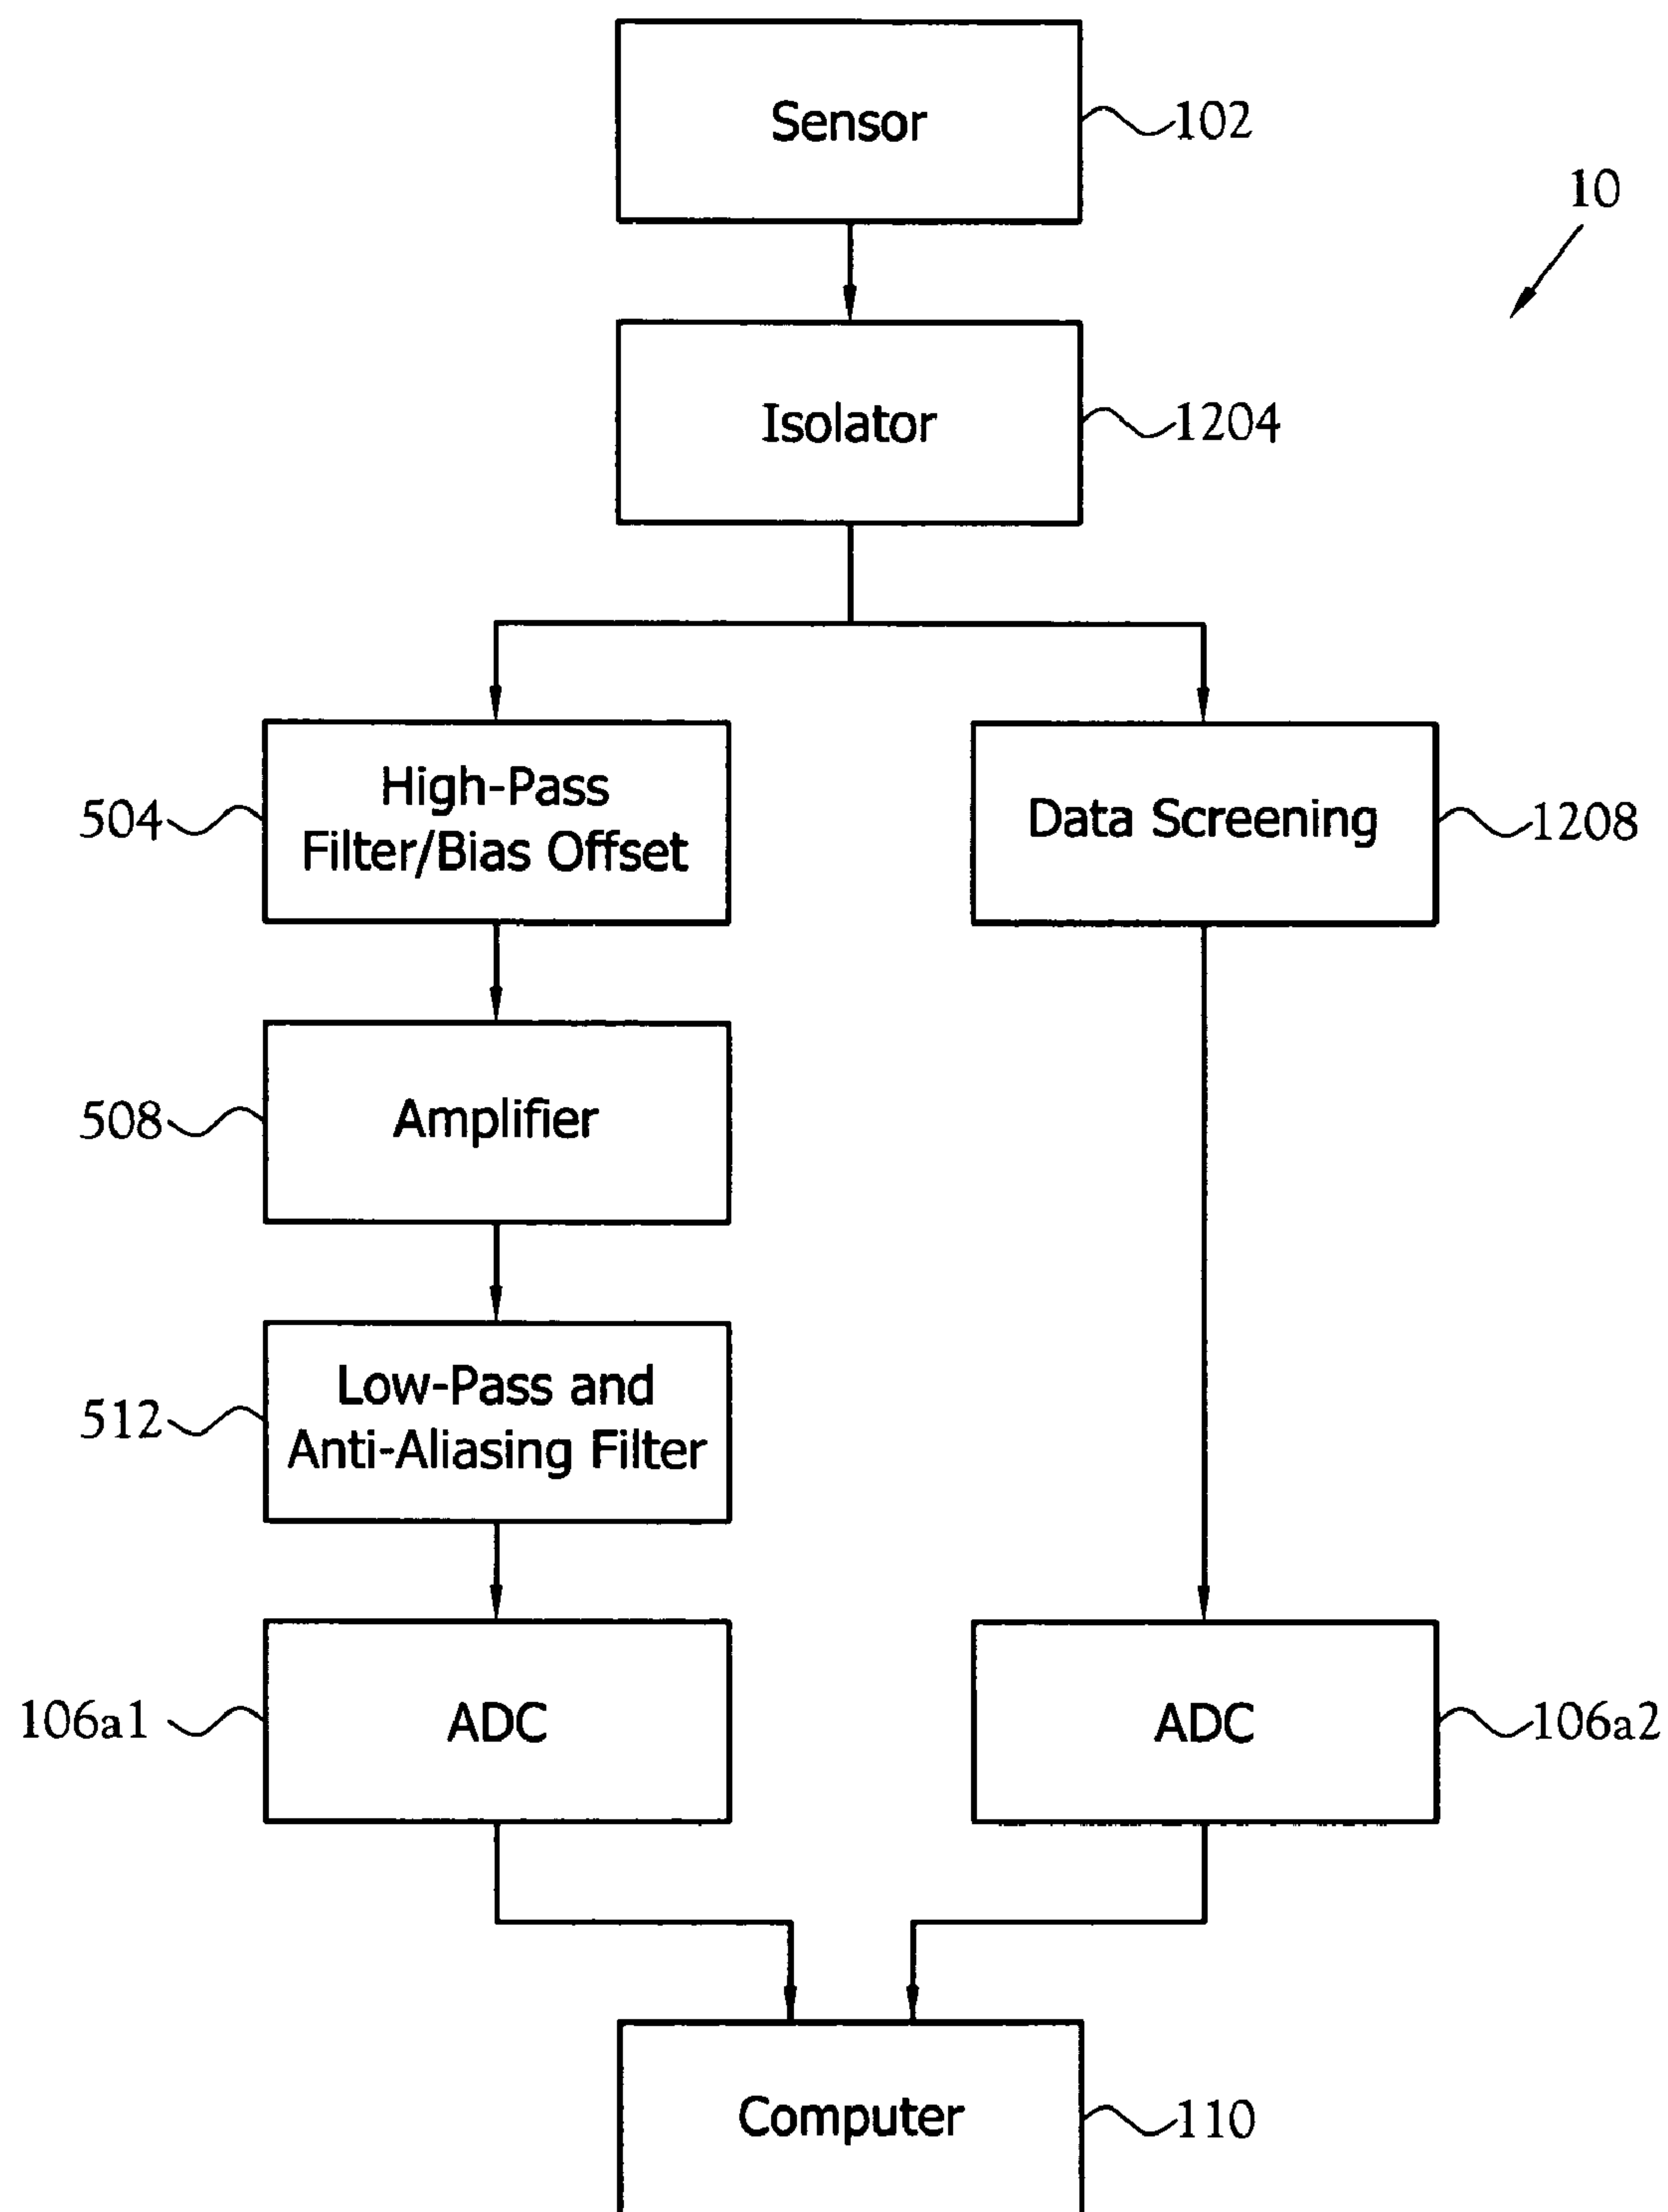 Sensor
102
10
Isolator
1204
High-Pass
Filter/Bias Offset
504
Data Screening
1208
Amplifier
508
Low-Pass and
Anti-Aliasing Filter
512
ADC
106a1
ADC
106a2
Computer
110